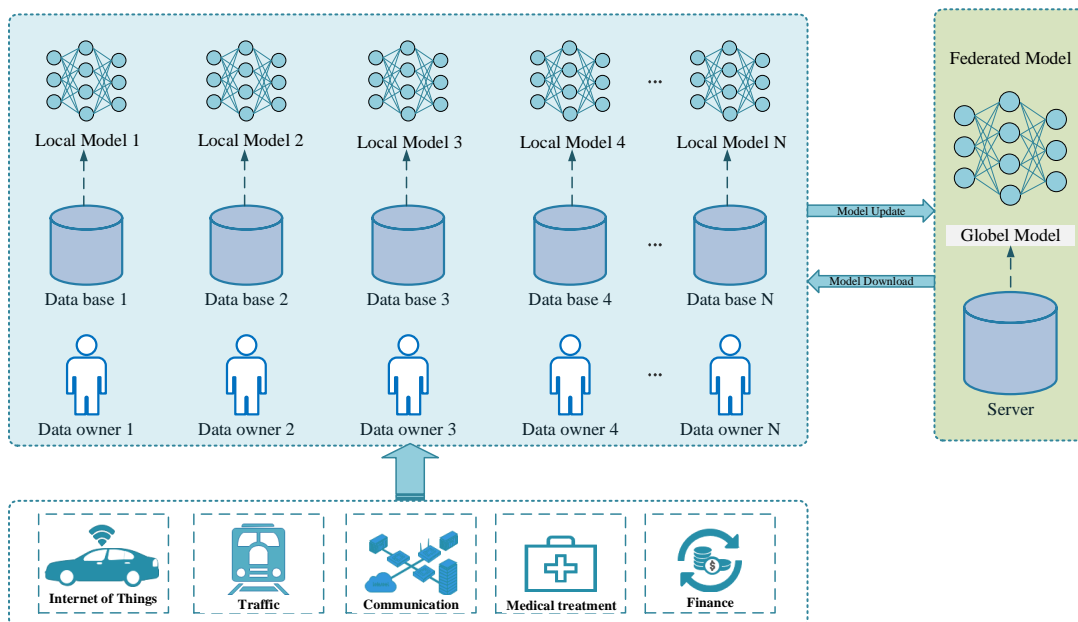 Federated Model
...
Local Model 1
Local Model 2
Local Model 3
Local Model 4
Local Model N
Model Update
Globel Model
...
Model Download
Data base 1
Data base 2
Data base 3
Data base 4
Data base N
...
Server
Data owner 1
Data owner 2
Data owner 3
Data owner 4
Data owner N
$
Internet of Things
Traffic
Communication
Medical treatment
Finance